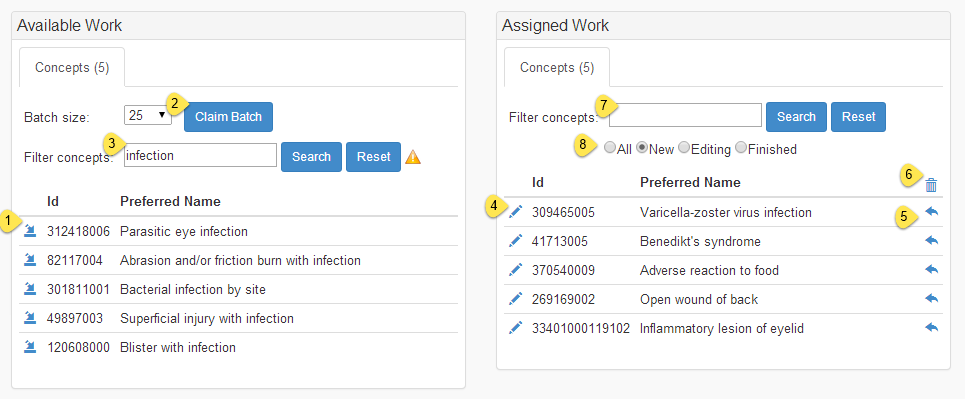 Available Work
Concepts (5)
Batch size: 25 2 Claim Batch
3
Filter concepts: infection Search Reset
Id Preferred Name
1
312418006 Parasitic eye infection
82117004 Abrasion and/or friction burn with infection
301811001 Bacterial infection by site
49897003 Superficial injury with infection
120608000 Blister with infection
Assigned Work
Concepts (5)
7
Filter concepts: Search Reset
8 All New Editing Finished
6
Id Preferred Name
4 309465005 Varicella-zoster virus infection 5
41713005 Benedikt's syndrome
370540009 Adverse reaction to food
269169002 Open wound of back
33401000119102 Inflammatory lesion of eyelid